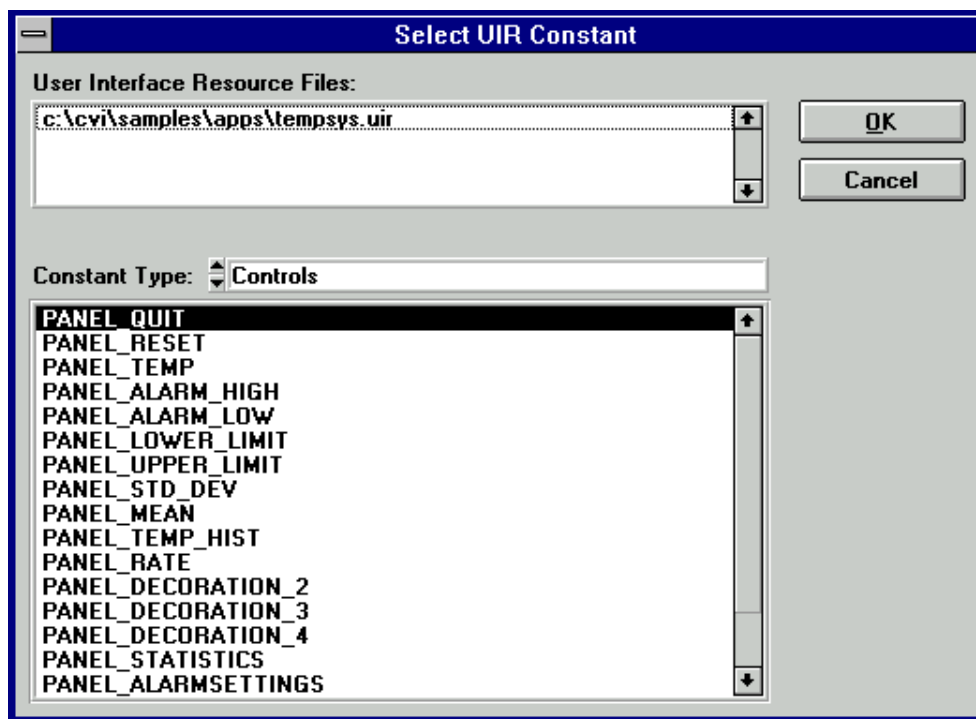 Select UIR Constant
User Interface Resource Files:
c:\cvi\samples\apps\tempsys.uir
OK
Cancel
Constant Type: Controls
PANEL_QUIT
PANEL_RESET
PANEL_TEMP
PANEL_ALARM_HIGH
PANEL_ALARM_LOW
PANEL_LOWER_LIMIT
PANEL_UPPER_LIMIT
PANEL_STD_DEV
PANEL_MEAN
PANEL_TEMP_HIST
PANEL_RATE
PANEL_DECORATION_2
PANEL_DECORATION_3
PANEL_DECORATION_4
PANEL_STATISTICS
PANEL_ALARMSETTINGS